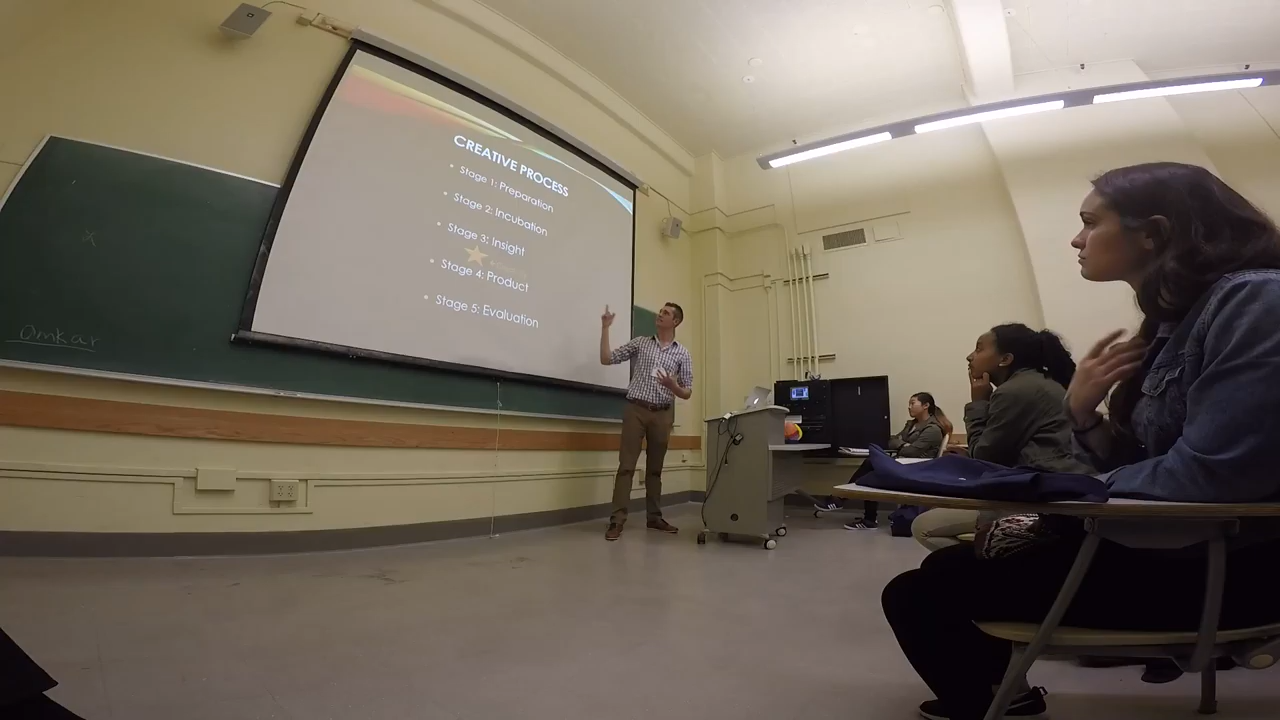 CREATIVE PROCESS
Stage 1: Preparation
Stage 2: Incubation
Stage 3: Insight
Stage 4: Product
Stage 5: Evaluation
Omkar
X